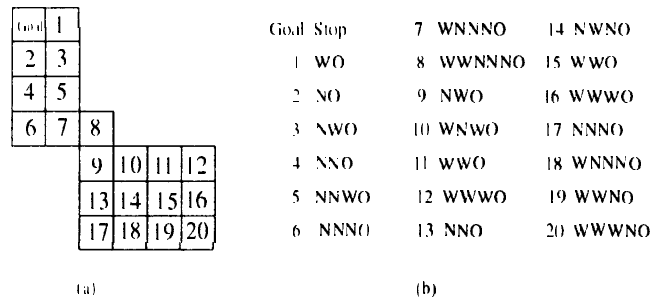 Goal 1
2 3
4 5
6 7 8
9 10 11 12
13 14 15 16
17 18 19 20
(a)
Goal Stop
1 WO
2 NO
3 NWO
4 NNO
5 NNWO
6 NNNO
7 WNNNO
8 WWNNNO
9 NWO
10 WNWO
11 WWO
12 WWWO
13 NNO
14 NWNO
15 WWO
16 WWWO
17 NNNO
18 WNNNO
19 WWNO
20 WWWNO
(b)